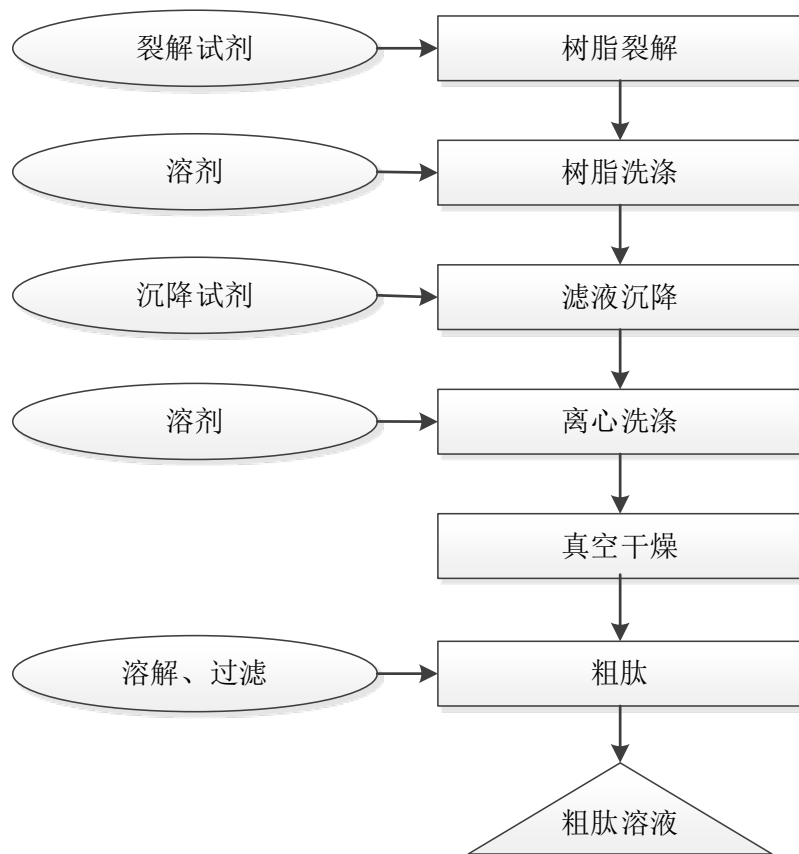 裂解试剂
树脂裂解
溶剂
树脂洗涤
沉降试剂
滤液沉降
溶剂
离心洗涤
真空干燥
溶解、过滤
粗肽
粗肽溶液